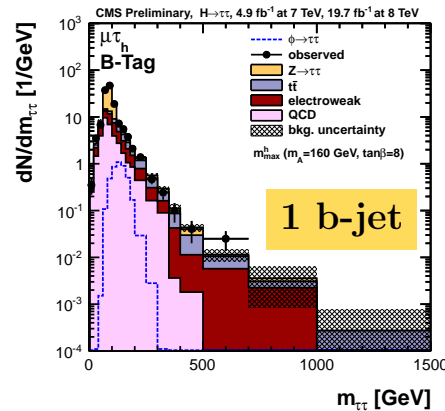 CMS Preliminary, H→ττ, 4.9 fb⁻¹ at 7 TeV, 19.7 fb⁻¹ at 8 TeV
μτₕ
B-Tag
ϕ→ττ
observed
Z→ττ
tt̄
electroweak
QCD
bkg. uncertainty
mʰₘₐₓ (m_A=160 GeV, tanβ=8)
1 b-jet
dN/dm_ττ [1/GeV]
10³
10²
10
1
10⁻¹
10⁻²
10⁻³
10⁻⁴
0 500 1000 1500
m_ττ [GeV]